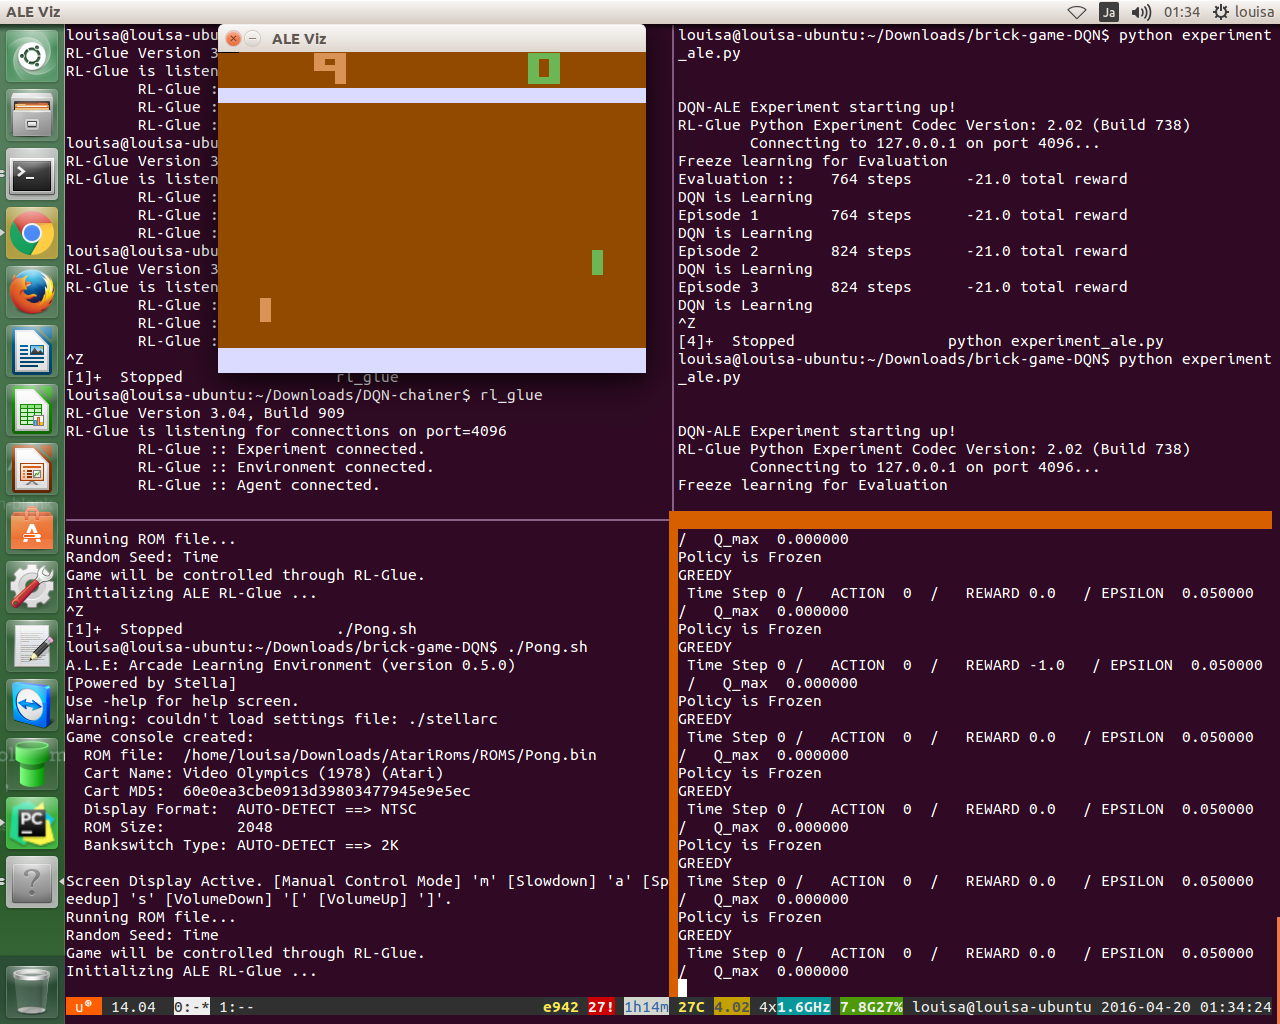 ALE Viz
Ja
01:34
louisa
ALE Viz
9
0
louisa@louisa-ubu
RL-Glue Version 3
RL-Glue is listen
RL-Glue :
RL-Glue :
RL-Glue :
louisa@louisa-ubu
RL-Glue Version 3
RL-Glue is listen
RL-Glue :
RL-Glue :
RL-Glue :
louisa@louisa-ubu
RL-Glue Version 3
RL-Glue is listen
RL-Glue :
RL-Glue :
RL-Glue :
^Z
[1]+  Stopped                 rl_glue
louisa@louisa-ubuntu:~/Downloads/DQN-chainer$ rl_glue
RL-Glue Version 3.04, Build 909
RL-Glue is listening for connections on port=4096
RL-Glue :: Experiment connected.
RL-Glue :: Environment connected.
RL-Glue :: Agent connected.
louisa@louisa-ubuntu:~/Downloads/brick-game-DQN$ python experiment
_ale.py
DQN-ALE Experiment starting up!
RL-Glue Python Experiment Codec Version: 2.02 (Build 738)
Connecting to 127.0.0.1 on port 4096...
Freeze learning for Evaluation
Evaluation ::    764 steps      -21.0 total reward
DQN is Learning
Episode 1        764 steps      -21.0 total reward
DQN is Learning
Episode 2        824 steps      -21.0 total reward
DQN is Learning
Episode 3        824 steps      -21.0 total reward
DQN is Learning
^Z
[4]+  Stopped                 python experiment_ale.py
louisa@louisa-ubuntu:~/Downloads/brick-game-DQN$ python experiment
_ale.py
DQN-ALE Experiment starting up!
RL-Glue Python Experiment Codec Version: 2.02 (Build 738)
Connecting to 127.0.0.1 on port 4096...
Freeze learning for Evaluation
Running ROM file...
Random Seed: Time
Game will be controlled through RL-Glue.
Initializing ALE RL-Glue ...
^Z
[1]+  Stopped                 ./Pong.sh
louisa@louisa-ubuntu:~/Downloads/brick-game-DQN$ ./Pong.sh
A.L.E: Arcade Learning Environment (version 0.5.0)
[Powered by Stella]
Use -help for help screen.
Warning: couldn't load settings file: ./stellarc
Game console created:
ROM file:  /home/louisa/Downloads/AtariRoms/ROMS/Pong.bin
Cart Name: Video Olympics (1978) (Atari)
Cart MD5:  60e0ea3cbe0913d39803477945e9e5ec
Display Format:  AUTO-DETECT ==> NTSC
ROM Size:        2048
Bankswitch Type: AUTO-DETECT ==> 2K
Screen Display Active. [Manual Control Mode] 'm' [Slowdown] 'a' [Sp
eedup] 's' [VolumeDown] '[' [VolumeUp] ']'.
Running ROM file...
Random Seed: Time
Game will be controlled through RL-Glue.
Initializing ALE RL-Glue ...
/   Q_max  0.000000
Policy is Frozen
GREEDY
Time Step 0 /   ACTION  0  /   REWARD 0.0   / EPSILON  0.050000
/   Q_max  0.000000
Policy is Frozen
GREEDY
Time Step 0 /   ACTION  0  /   REWARD -1.0   / EPSILON  0.050000
/   Q_max  0.000000
Policy is Frozen
GREEDY
Time Step 0 /   ACTION  0  /   REWARD 0.0   / EPSILON  0.050000
/   Q_max  0.000000
Policy is Frozen
GREEDY
Time Step 0 /   ACTION  0  /   REWARD 0.0   / EPSILON  0.050000
/   Q_max  0.000000
Policy is Frozen
GREEDY
Time Step 0 /   ACTION  0  /   REWARD 0.0   / EPSILON  0.050000
/   Q_max  0.000000
Policy is Frozen
GREEDY
Time Step 0 /   ACTION  0  /   REWARD 0.0   / EPSILON  0.050000
/   Q_max  0.000000
u 14.04  0:-* 1:--  e942 27! 1h14m 27C 4.02 4x1.6GHz 7.8G27% louisa@louisa-ubuntu 2016-04-20 01:34:24